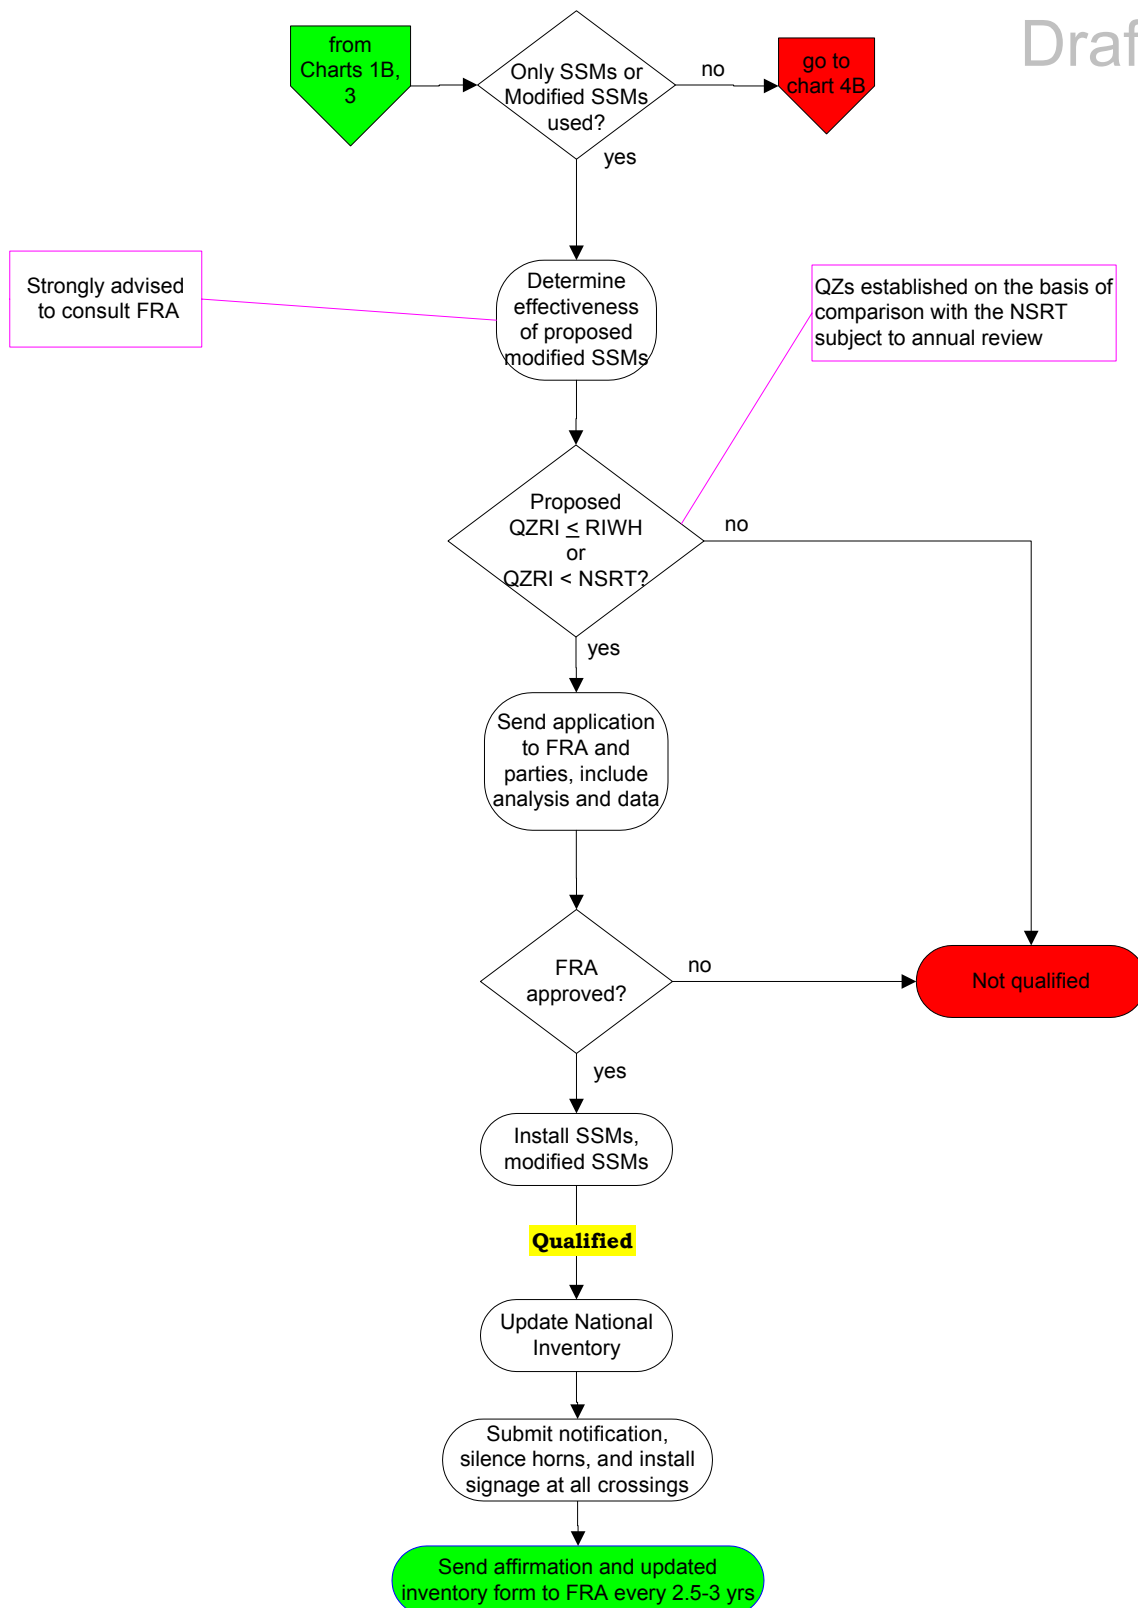 Draf
from
Charts 1B,
3
Only SSMs or
Modified SSMs
used?
no
go to
chart 4B
yes
Strongly advised
to consult FRA
Determine
effectiveness
of proposed
modified SSMs
QZs established on the basis of
comparison with the NSRT
subject to annual review
Proposed
QZRI ≤ RIWH
or
QZRI < NSRT?
no
yes
Send application
to FRA and
parties, include
analysis and data
FRA
approved?
no
Not qualified
yes
Install SSMs,
modified SSMs
Qualified
Update National
Inventory
Submit notification,
silence horns, and install
signage at all crossings
Send affirmation and updated
inventory form to FRA every 2.5-3 yrs